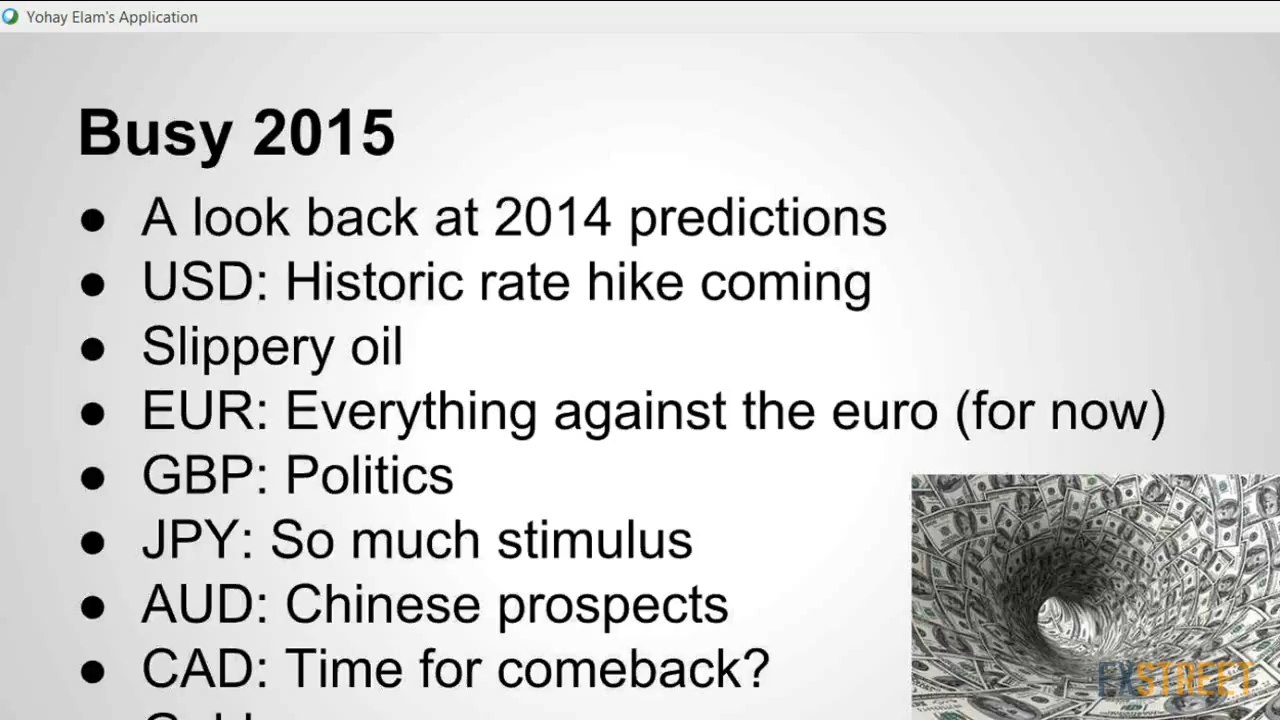 Yohay Elam's Application
Busy 2015
● A look back at 2014 predictions
● USD: Historic rate hike coming
● Slippery oil
● EUR: Everything against the euro (for now)
● GBP: Politics
● JPY: So much stimulus
● AUD: Chinese prospects
● CAD: Time for comeback?
FXSTREET